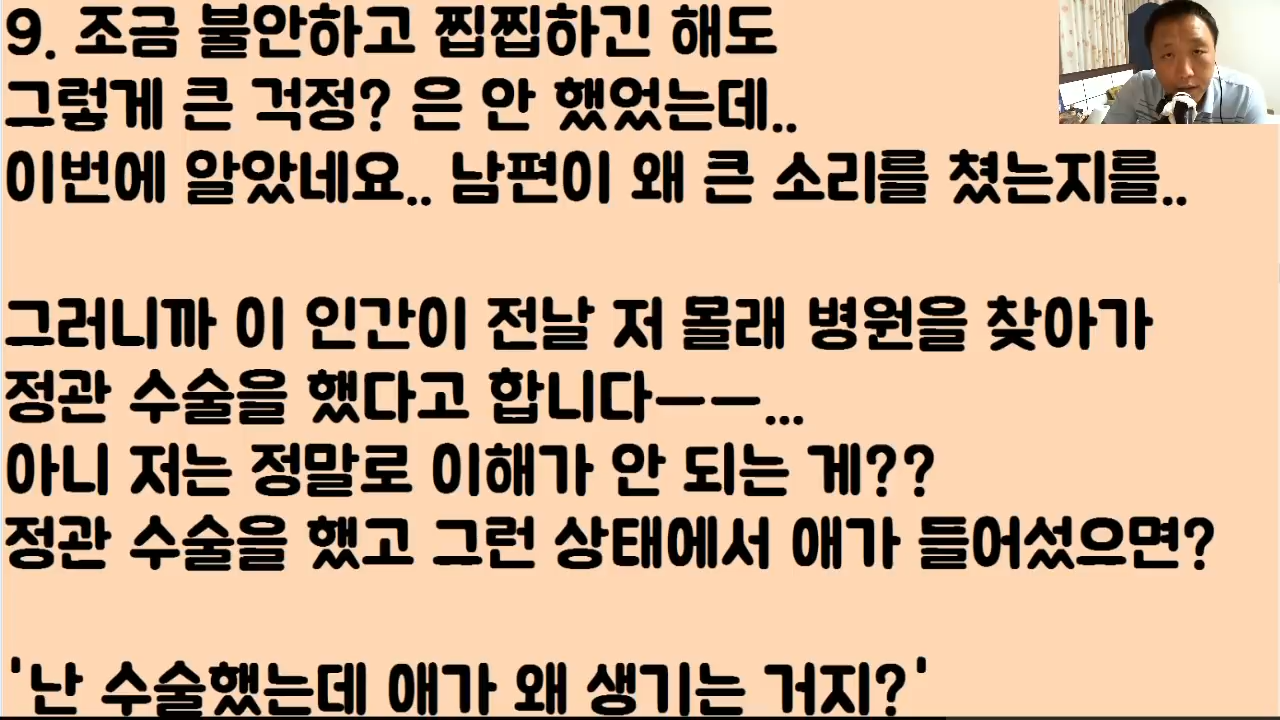 9. 조금 불안하고 찝찝하긴 해도
그렇게 큰 걱정? 은 안 했었는데..
이번에 알았네요.. 남편이 왜 큰 소리를 쳤는지를..
그러니까 이 인간이 전날 저 몰래 병원을 찾아가
정관 수술을 했다고 합니다ㅡㅡ...
아니 저는 정말로 이해가 안 되는 게??
정관 수술을 했고 그런 상태에서 애가 들어섰으면?
'난 수술했는데 애가 왜 생기는 거지?'